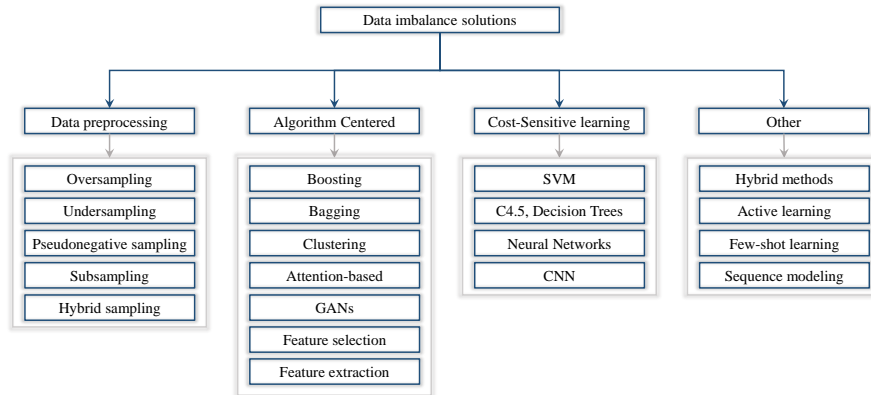 Data imbalance solutions
Data preprocessing
Algorithm Centered
Cost-Sensitive learning
Other
Oversampling
Undersampling
Pseudonegative sampling
Subsampling
Hybrid sampling
Boosting
Bagging
Clustering
Attention-based
GANs
Feature selection
Feature extraction
SVM
C4.5, Decision Trees
Neural Networks
CNN
Hybrid methods
Active learning
Few-shot learning
Sequence modeling